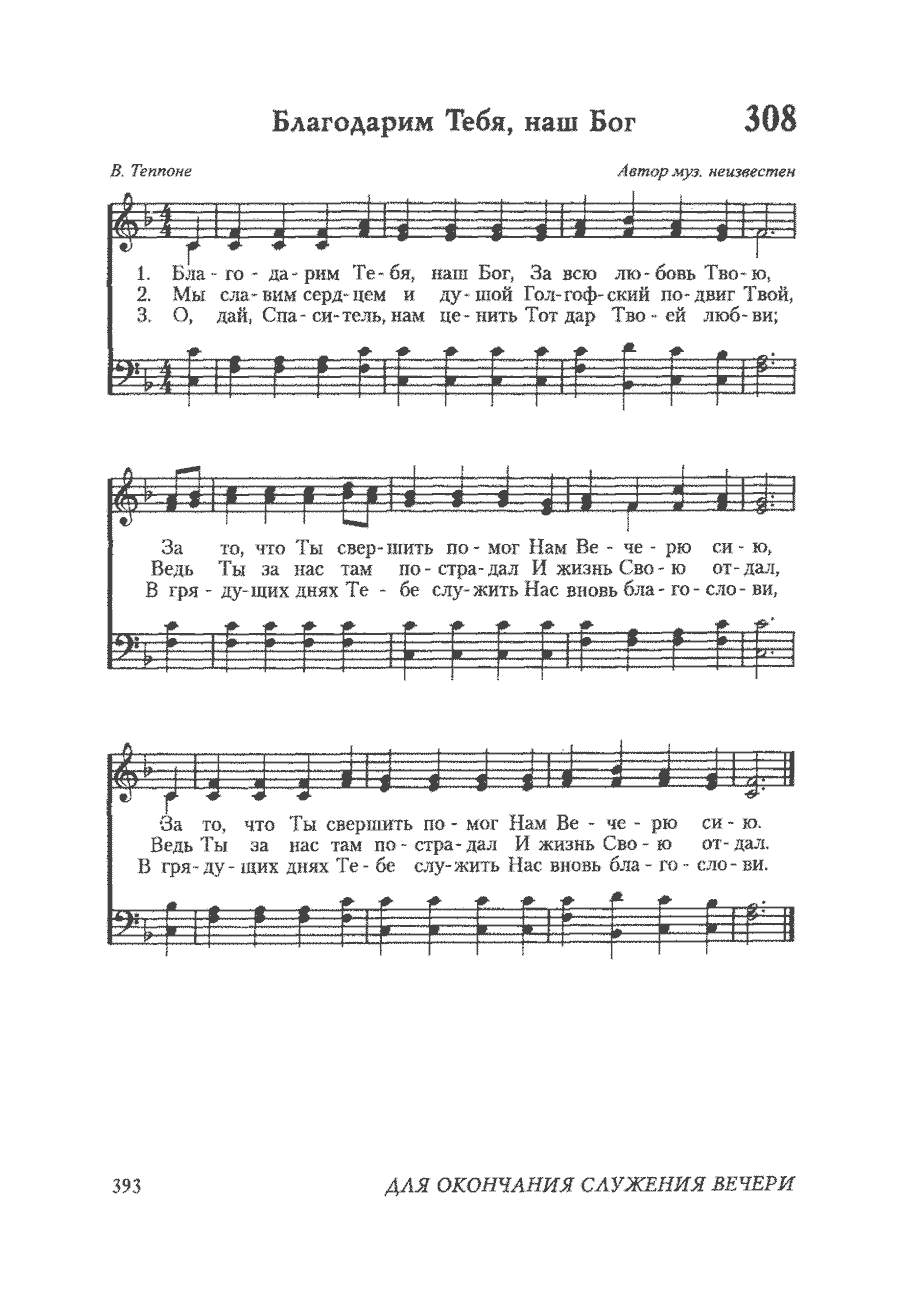 Благодарим Тебя, наш Бог 308
В. Теппоне Автор муз. неизвестен
1. Бла - го - да - рим Те - бя, наш Бог, За всю лю - бовь Тво - ю,
2. Мы сла - вим серд - цем и ду - шой Гол - гоф - ский по - двиг Твой,
3. О, дай, Спа - си - тель, нам це - нить Тот дар Тво - ей люб - ви;
За то, что Ты свер - шить по - мог Нам Ве - че - рю си - ю,
Ведь Ты за нас там по - стра - дал И жизнь Сво - ю от - дал,
В гря - ду - щих днях Те - бе слу - жить Нас вновь бла - го - сло - ви,
За то, что Ты свершить по - мог Нам Ве - че - рю си - ю.
Ведь Ты за нас там по - стра - дал И жизнь Сво - ю от - дал.
В гря - ду - щих днях Те - бе слу - жить Нас вновь бла - го - сло - ви.
393 ДЛЯ ОКОНЧАНИЯ СЛУЖЕНИЯ ВЕЧЕРИ